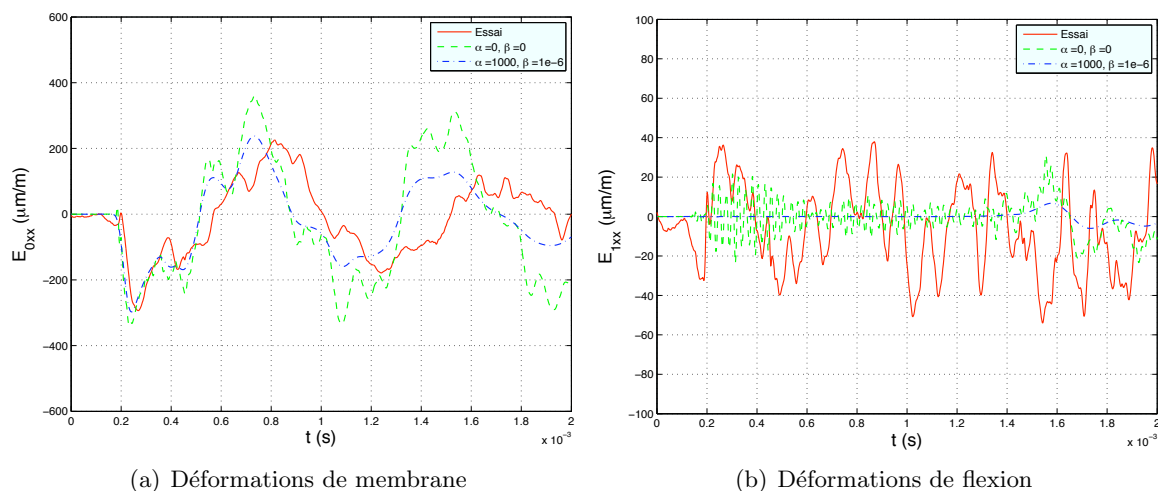 600
400
200
0
−200
−400
−600
E0xx (μm/m)
Essai
α =0, β =0
α =1000, β =1e−6
0 0.2 0.4 0.6 0.8 1 1.2 1.4 1.6 1.8 2
x 10−3
t (s)
(a) Déformations de membrane
100
80
60
40
20
0
−20
−40
−60
−80
−100
E1xx (μm/m)
Essai
α =0, β =0
α =1000, β =1e−6
0 0.2 0.4 0.6 0.8 1 1.2 1.4 1.6 1.8 2
x 10−3
t (s)
(b) Déformations de flexion